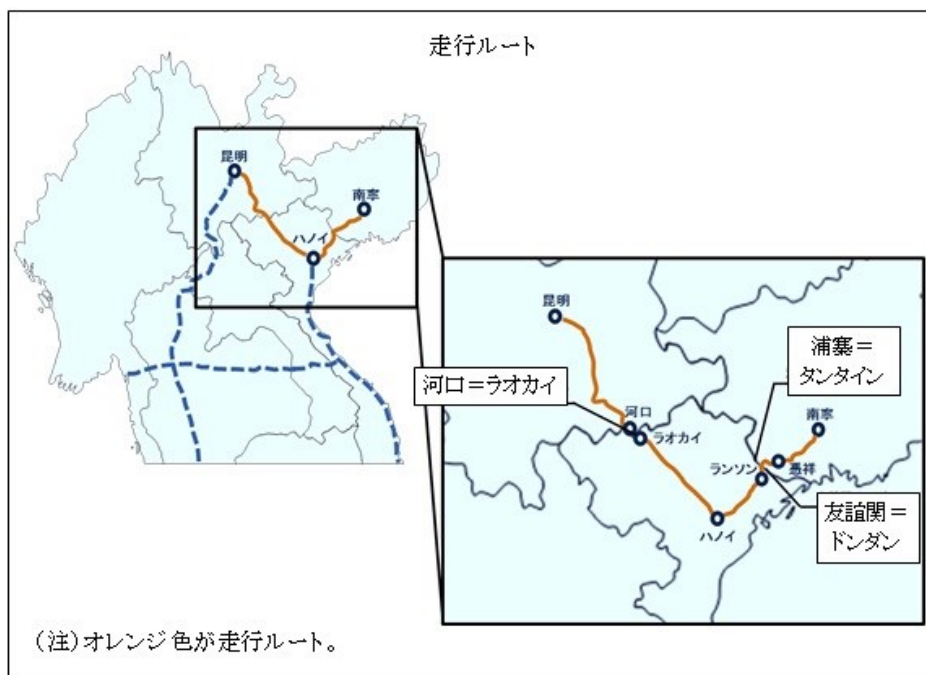 走行ルート
昆明
南寧
ハノイ
昆明
浦寨＝
タンタイン
河口＝ラオカイ
河口
ラオカイ
南寧
ランソン
憑祥
友誼関＝
ドンダン
ハノイ
（注）オレンジ色が走行ルート。